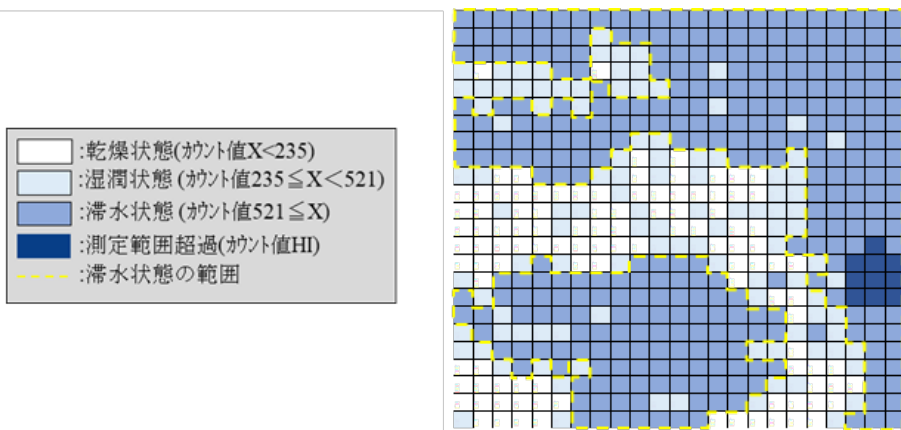 :乾燥状態(ｶｳﾝﾄ値X<235)
:湿潤状態(ｶｳﾝﾄ値235≦X<521)
:滞水状態(ｶｳﾝﾄ値521≦X)
:測定範囲超過(ｶｳﾝﾄ値HI)
:滞水状態の範囲